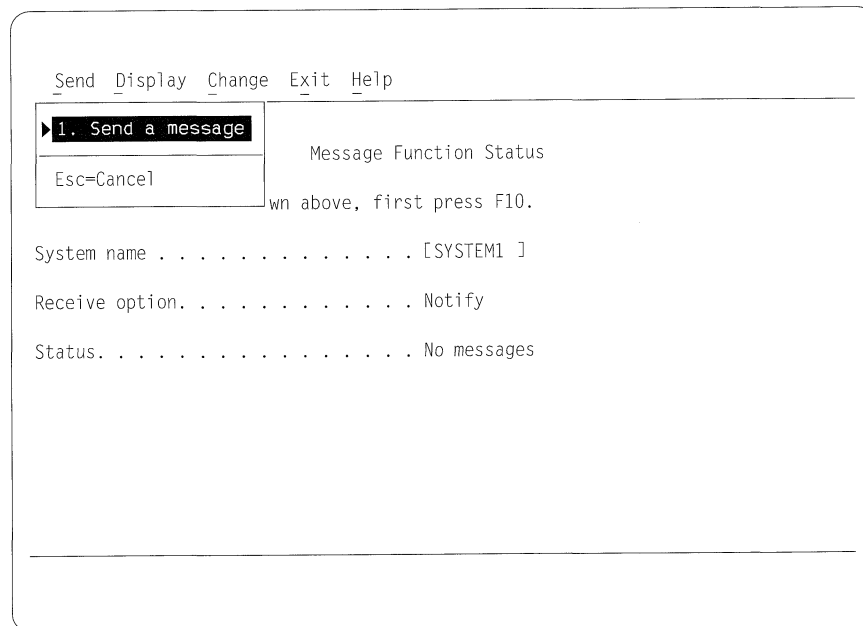 Send Display Change Exit Help
1. Send a message
Message Function Status
Esc=Cancel
wn above, first press F10.
System name . . . . . . . . . . . . . [SYSTEM1 ]
Receive option. . . . . . . . . . . . Notify
Status. . . . . . . . . . . . . . . . No messages